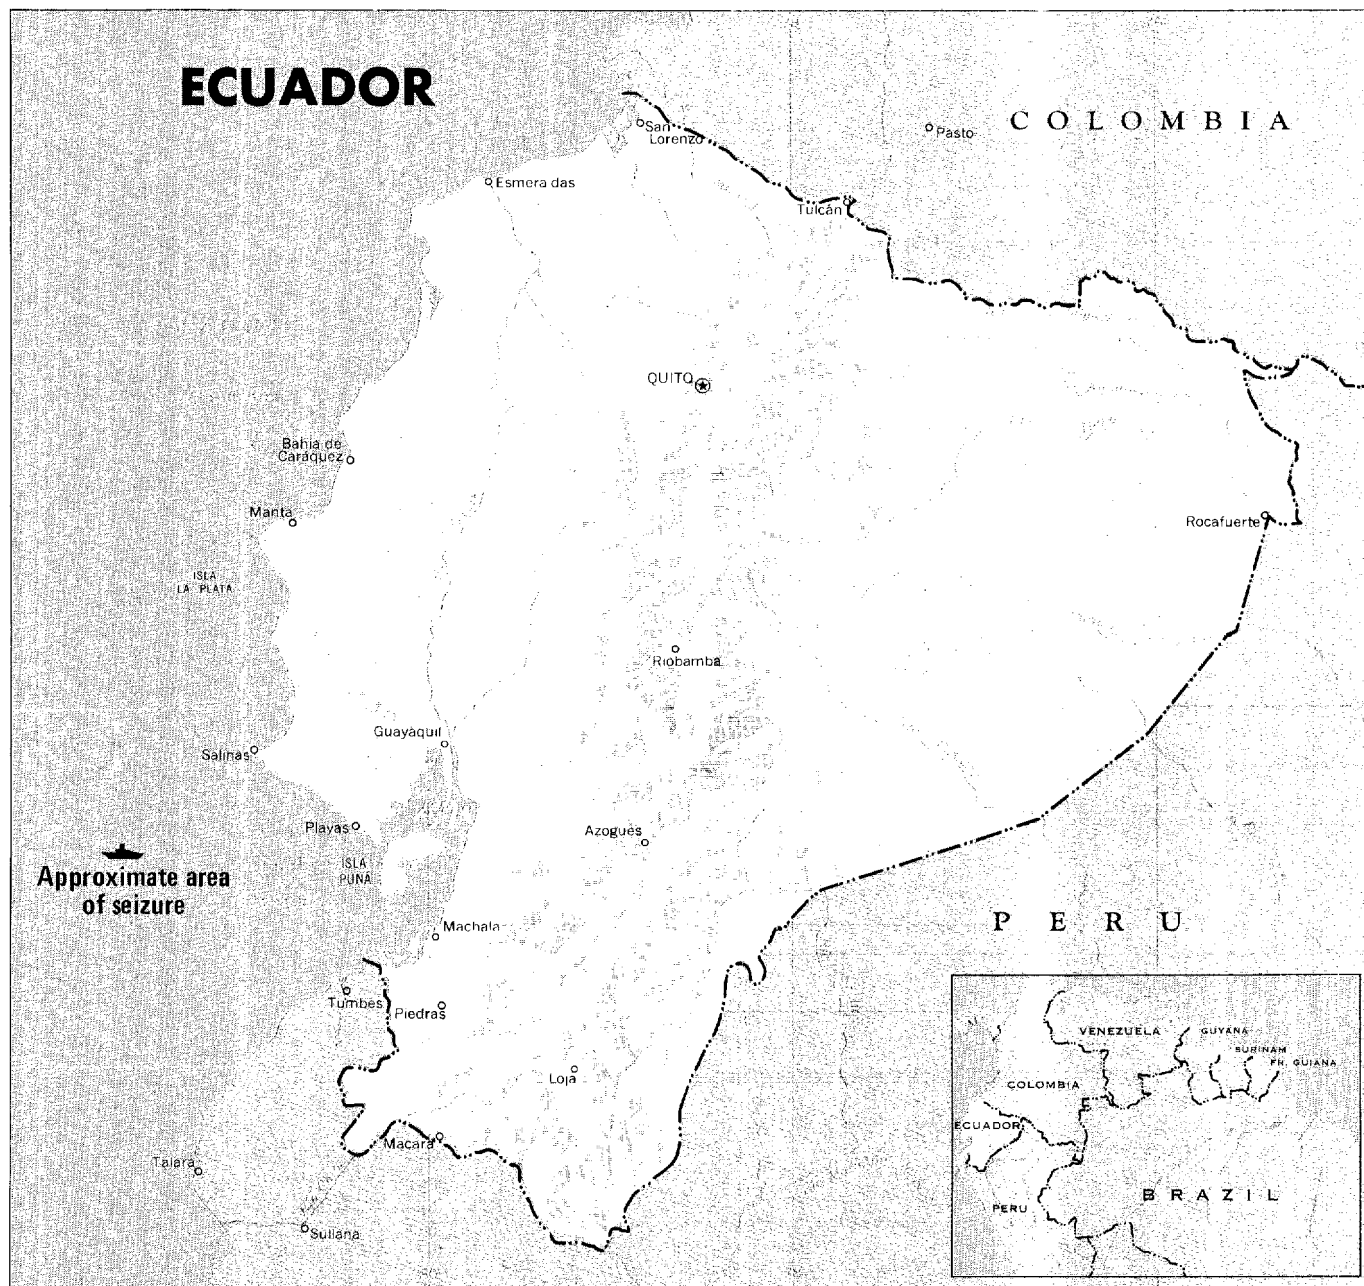 ECUADOR
COLOMBIA
San
Lorenzo
Pasto
Esmera das
Tulcán
QUITO
Bahía de
Caráquez
Manta
Rocafuerte
ISLA
LA PLATA
Riobamba
Guayaquil
Salinas
Playas
Azogues
Approximate area
of seizure
ISLA
PUNÁ
Machala
PERU
Tumbes
Piedras
Loja
Macará
Talara
Sullana
VENEZUELA
GUYANA
SURINAM
FR. GUIANA
COLOMBIA
ECUADOR
BRAZIL
PERU